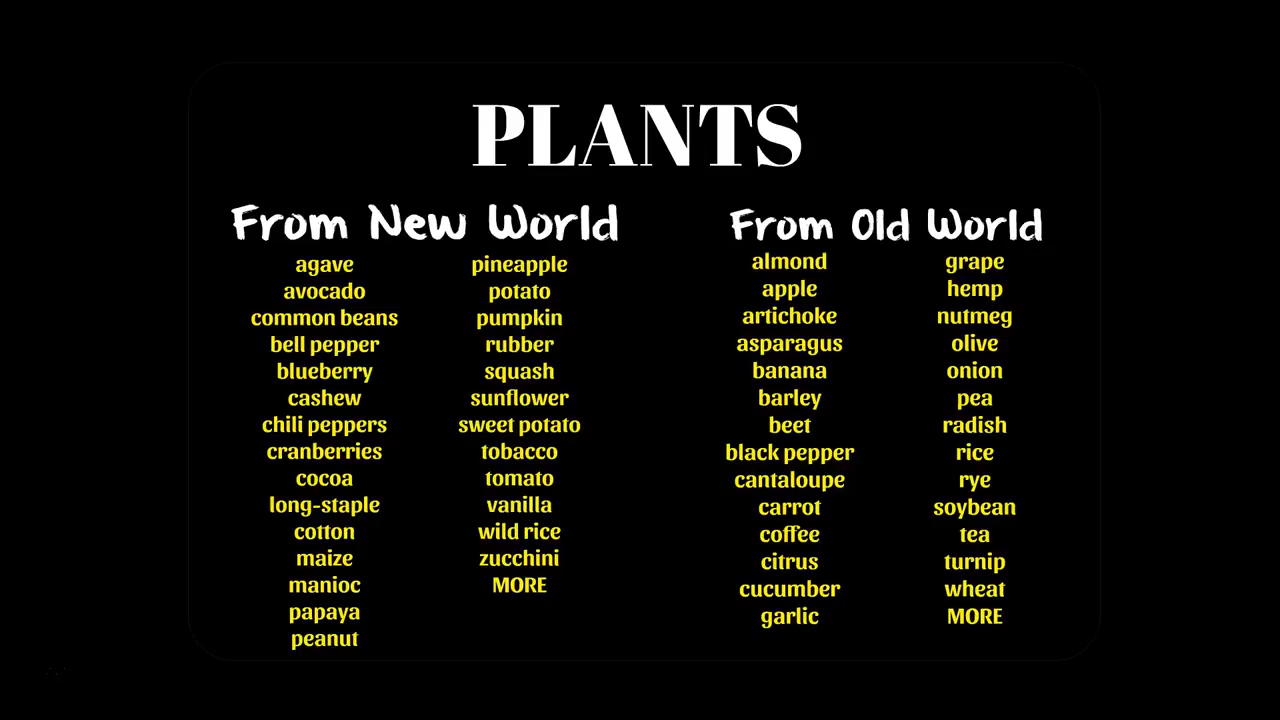 PLANTS
From New World
agave
avocado
common beans
bell pepper
blueberry
cashew
chili peppers
cranberries
cocoa
long-staple
cotton
maize
manioc
papaya
peanut
pineapple
potato
pumpkin
rubber
squash
sunflower
sweet potato
tobacco
tomato
vanilla
wild rice
zucchini
MORE
From Old World
almond
apple
artichoke
asparagus
banana
barley
beet
black pepper
cantaloupe
carrot
coffee
citrus
cucumber
garlic
grape
hemp
nutmeg
olive
onion
pea
radish
rice
rye
soybean
tea
turnip
wheat
MORE